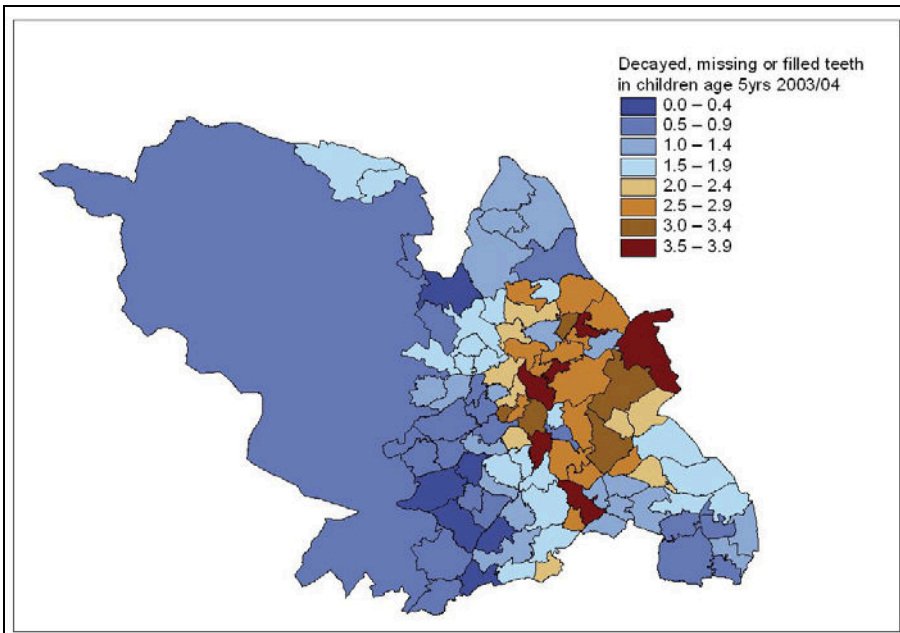 Decayed, missing or filled teeth
in children age 5yrs 2003/04
0.0 – 0.4
0.5 – 0.9
1.0 – 1.4
1.5 – 1.9
2.0 – 2.4
2.5 – 2.9
3.0 – 3.4
3.5 – 3.9